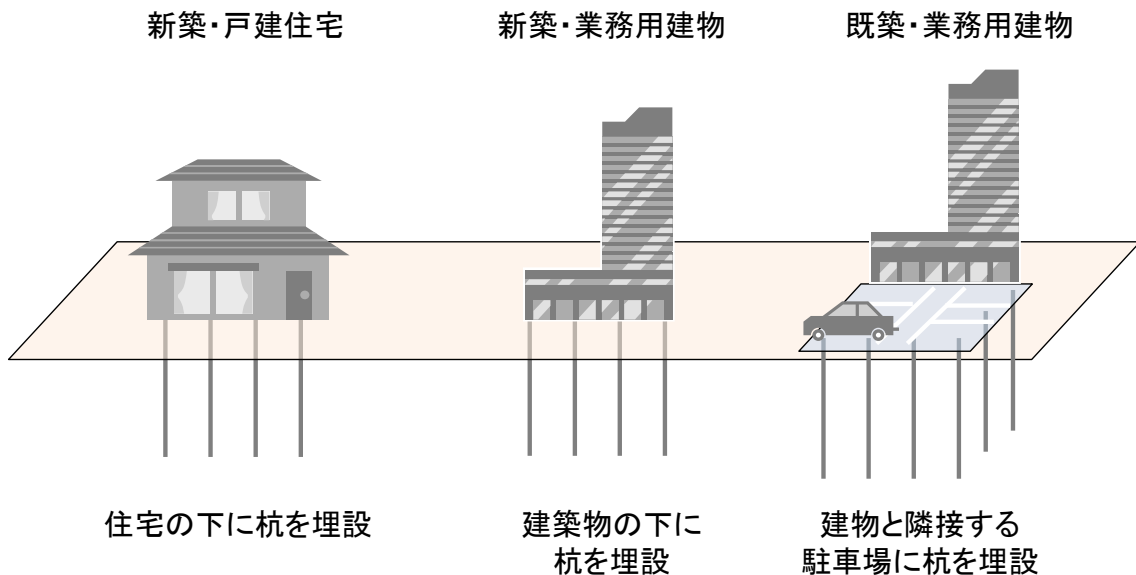 新築・戸建住宅
新築・業務用建物
既築・業務用建物
住宅の下に杭を埋設
建築物の下に
杭を埋設
建物と隣接する
駐車場に杭を埋設